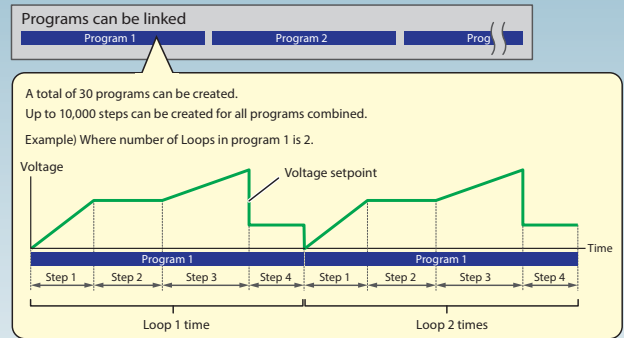 Programs can be linked
Program 1 Program 2 Prog
A total of 30 programs can be created.
Up to 10,000 steps can be created for all programs combined.
Example) Where number of Loops in program 1 is 2.
Voltage
Voltage setpoint
Time
Program 1 Program 1
Step 1 Step 2 Step 3 Step 4 Step 1 Step 2 Step 3 Step 4
Loop 1 time Loop 2 times